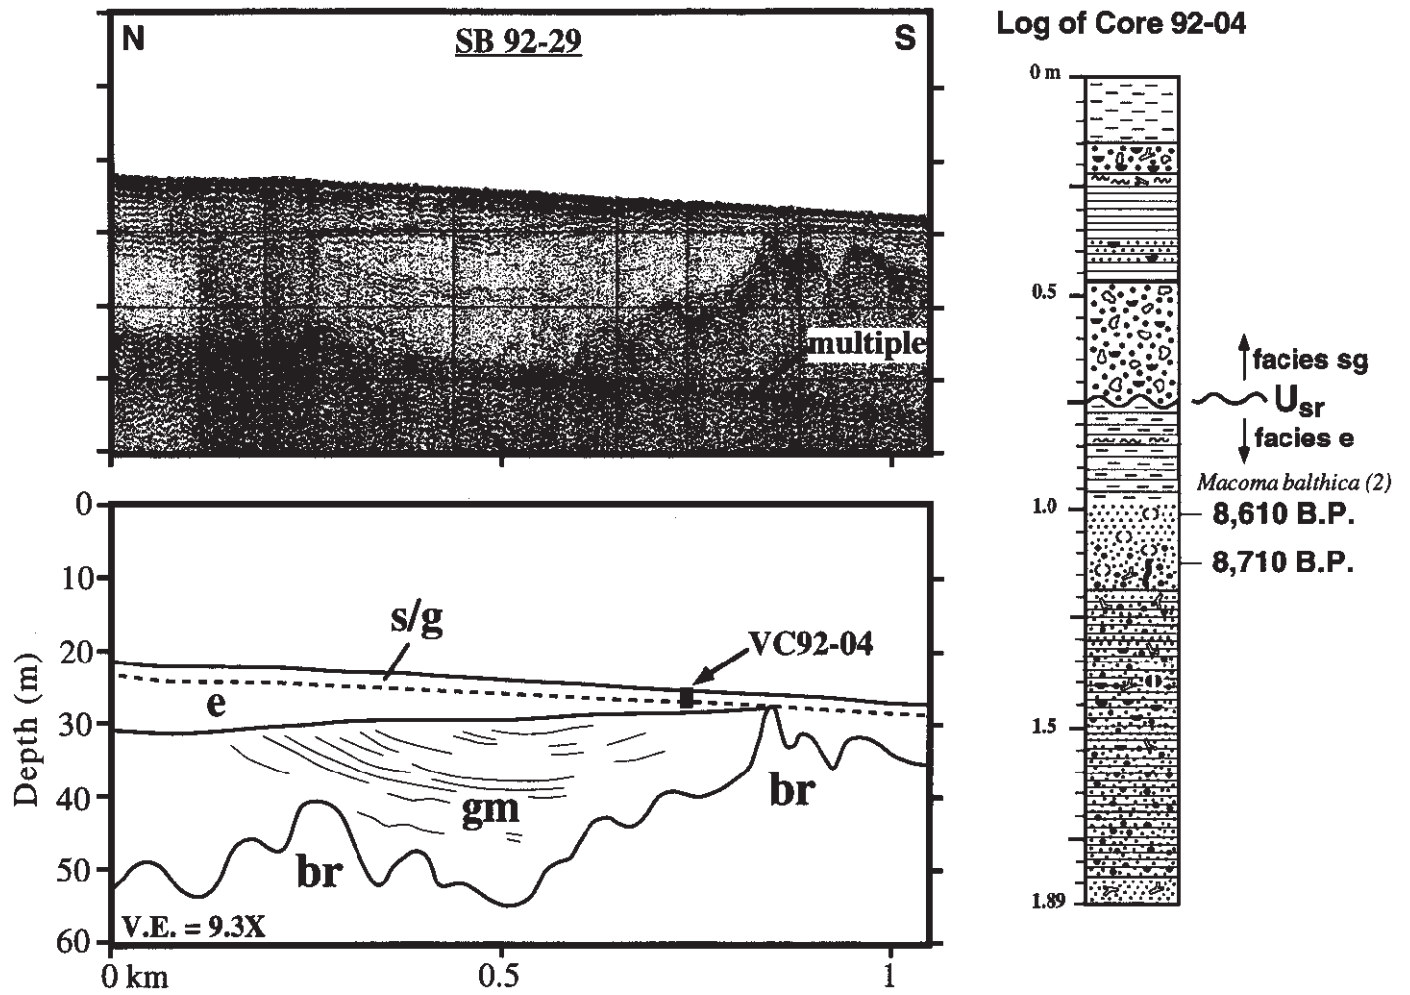 N
SB 92-29
S
multiple
Log of Core 92-04
0 m
0.5
facies sg
Usr
facies e
Macoma balthica (2)
1.0
8,610 B.P.
8,710 B.P.
1.5
1.89
0
10
20
30
40
50
60
Depth (m)
s/g
VC92-04
e
gm
br
br
V.E. = 9.3X
0 km
0.5
1